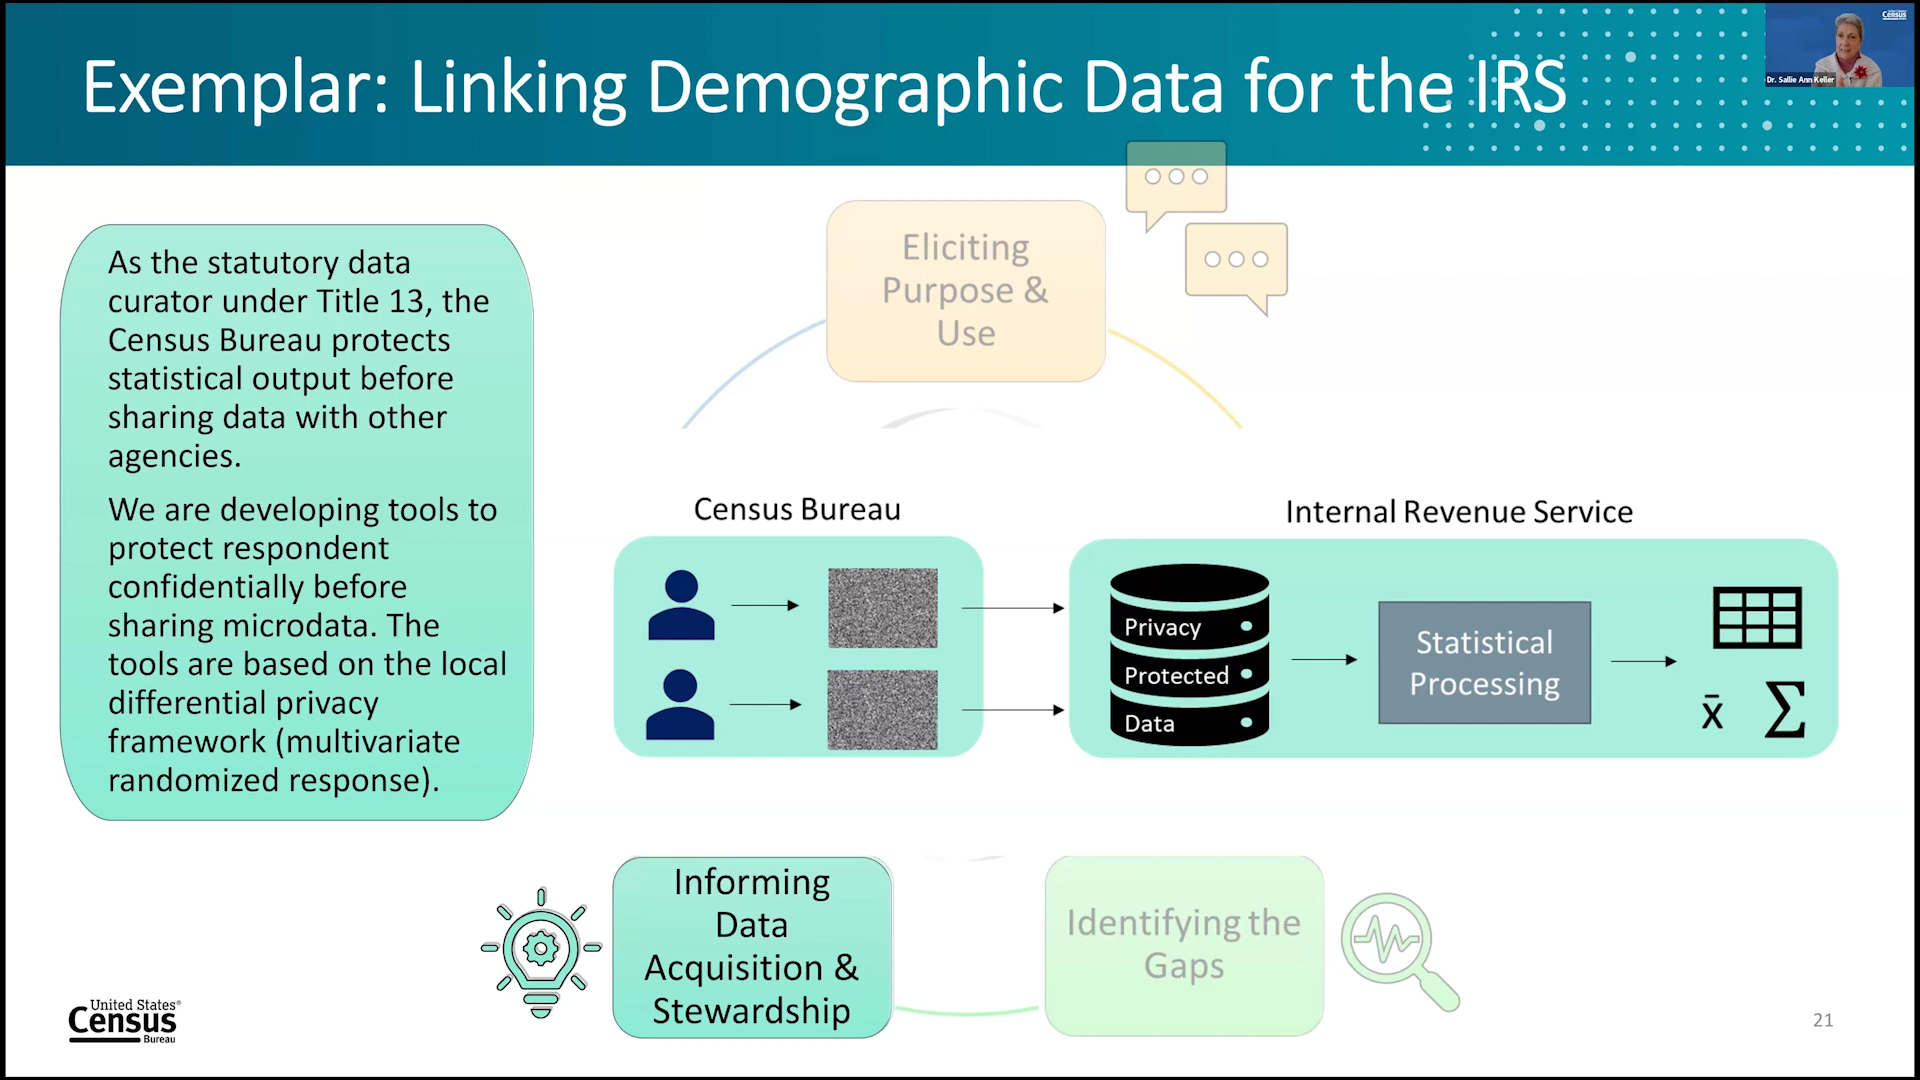 Exemplar: Linking Demographic Data for the IRS
Census
Dr. Sallie Ann Keller
As the statutory data
curator under Title 13, the
Census Bureau protects
statistical output before
sharing data with other
agencies.
We are developing tools to
protect respondent
confidentially before
sharing microdata. The
tools are based on the local
differential privacy
framework (multivariate
randomized response).
Eliciting
Purpose &
Use
Census Bureau
Internal Revenue Service
Privacy
Protected
Data
Statistical
Processing
x̄ Σ
Informing
Data
Acquisition &
Stewardship
Identifying the
Gaps
United States®
Census
Bureau
21